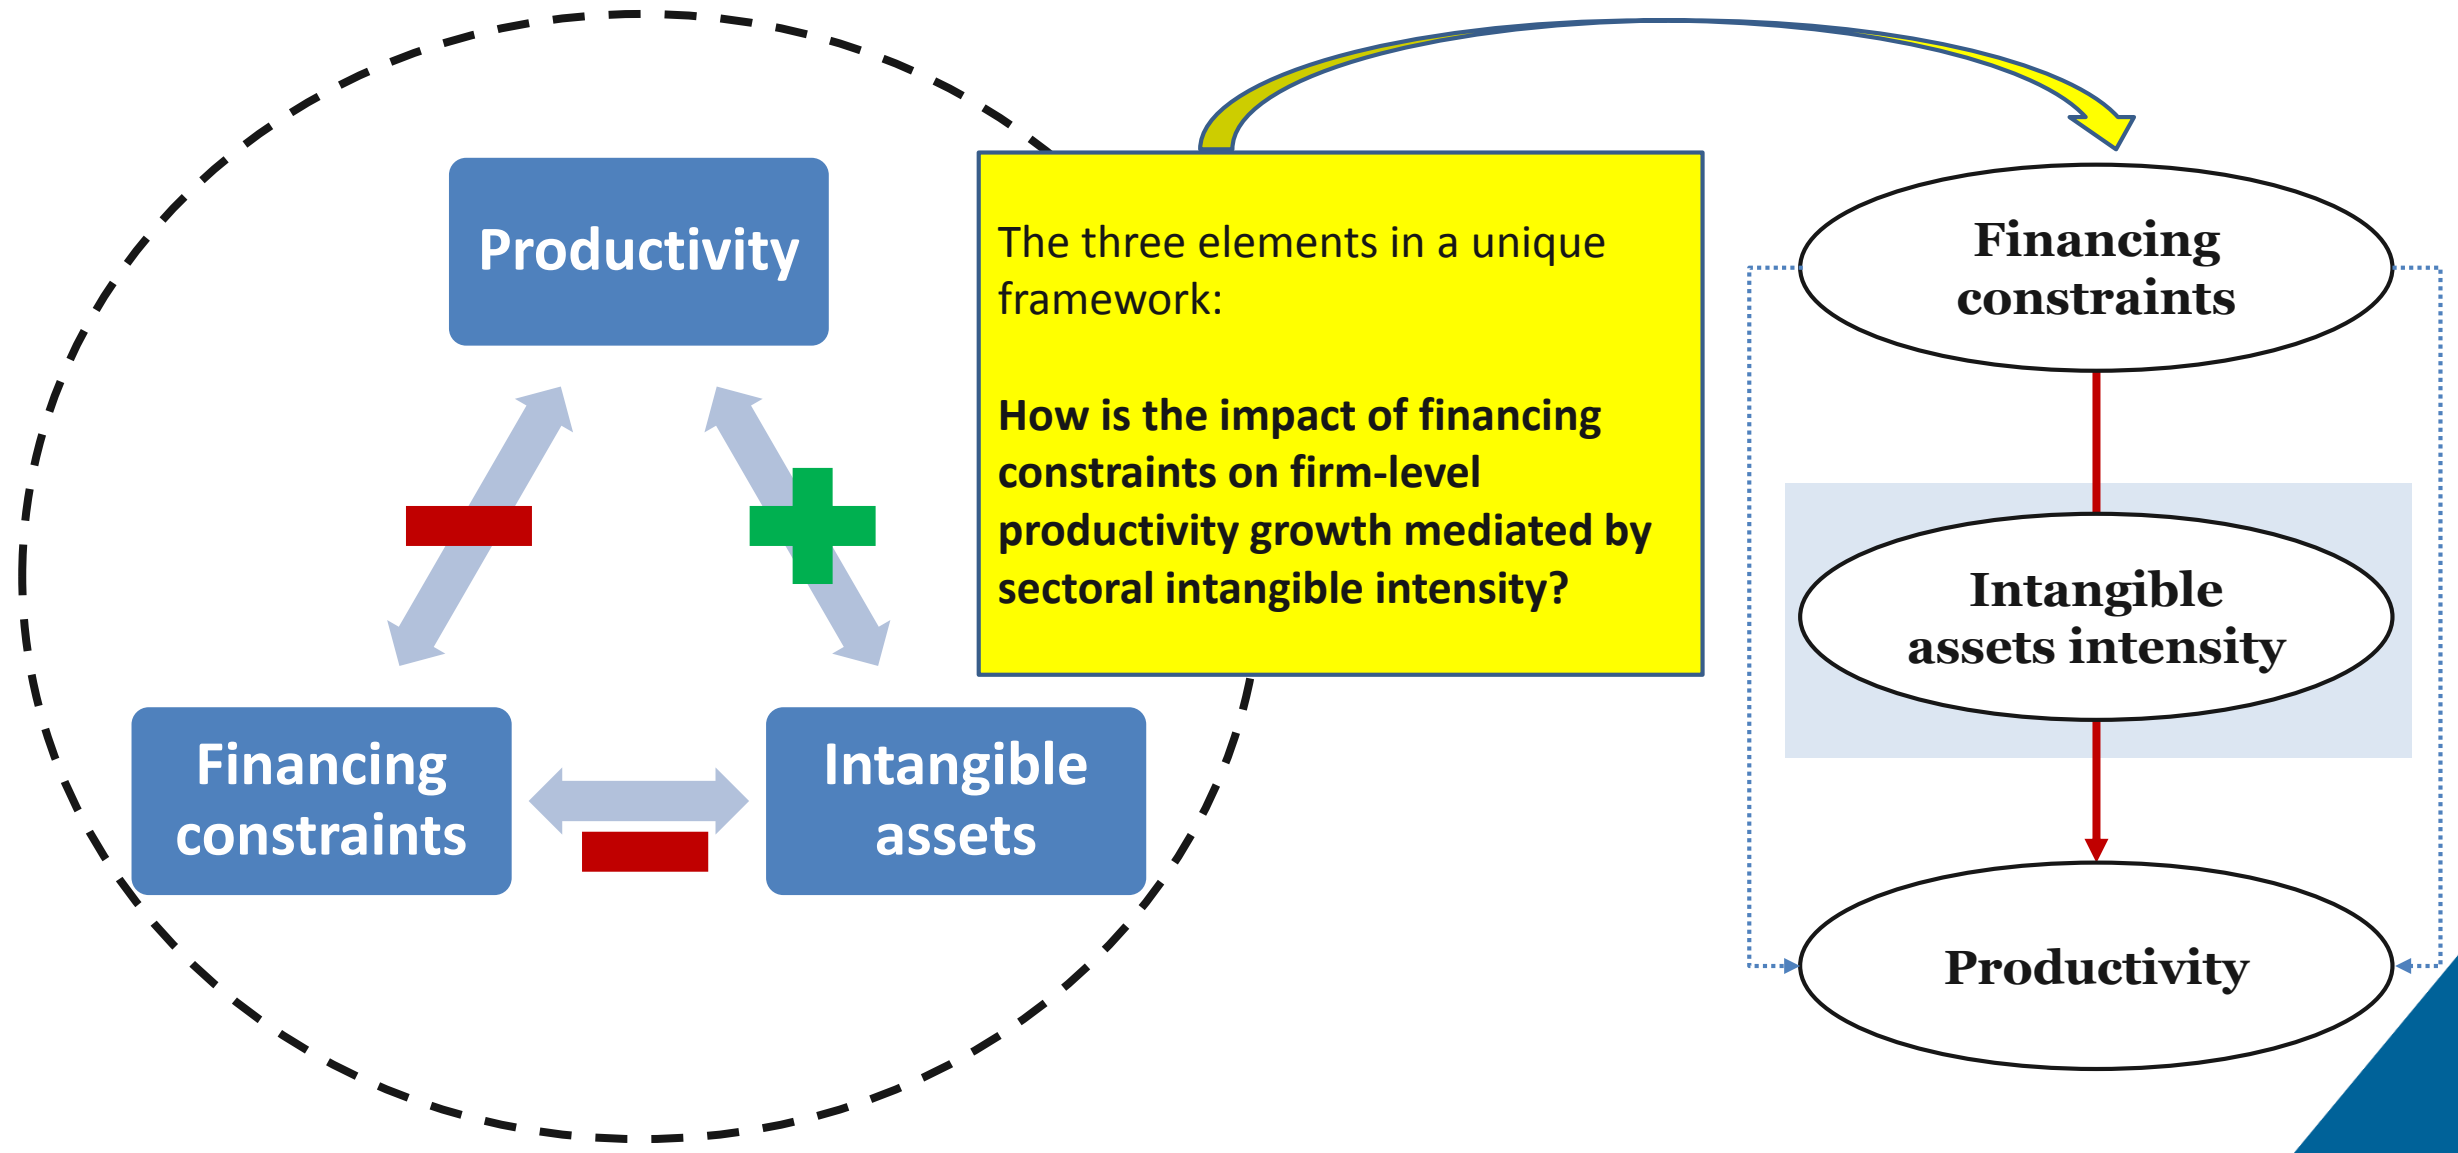 Productivity
Financing
constraints
Intangible
assets
The three elements in a unique
framework:
How is the impact of financing
constraints on firm-level
productivity growth mediated by
sectoral intangible intensity?
Financing
constraints
Intangible
assets intensity
Productivity